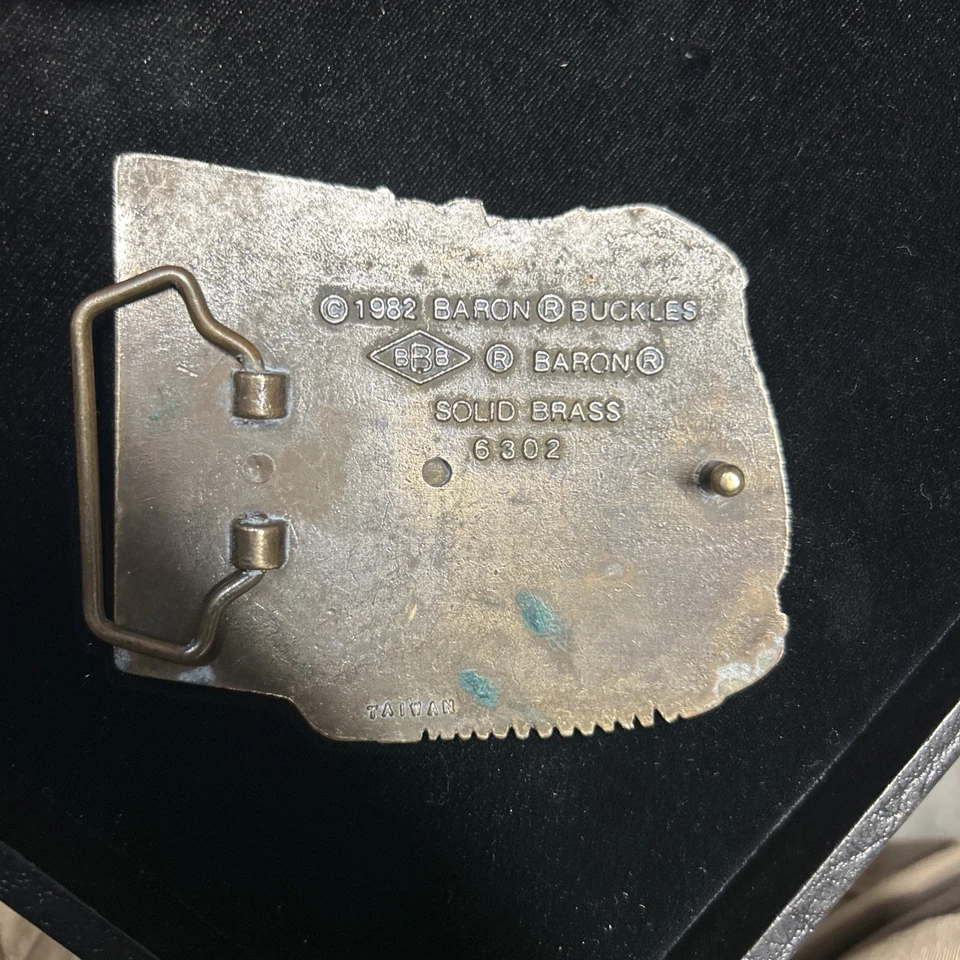 © 1982 BARON ® BUCKLES
BBB ® BARON ®
SOLID BRASS
6302
TAIWAN